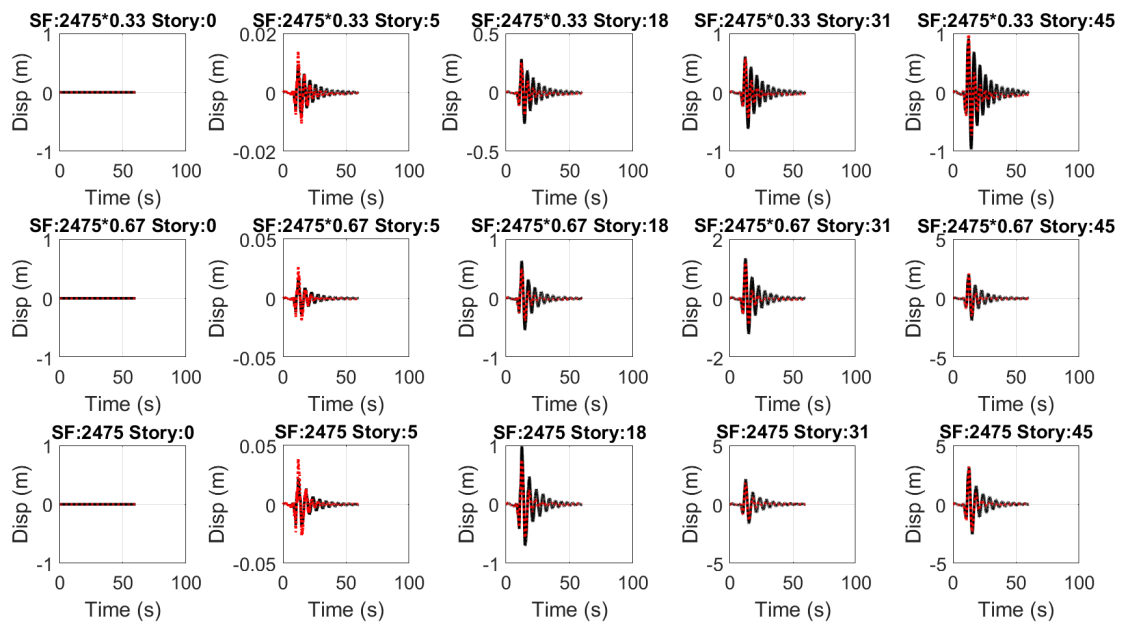 SF:2475*0.33 Story:0
1
0
-1
Disp (m)
0 50 100
Time (s)
SF:2475*0.33 Story:5
0.02
0
-0.02
Disp (m)
0 50 100
Time (s)
SF:2475*0.33 Story:18
0.5
0
-0.5
Disp (m)
0 50 100
Time (s)
SF:2475*0.33 Story:31
1
0
-1
Disp (m)
0 50 100
Time (s)
SF:2475*0.33 Story:45
1
0
-1
Disp (m)
0 50 100
Time (s)
SF:2475*0.67 Story:0
1
0
-1
Disp (m)
0 50 100
Time (s)
SF:2475*0.67 Story:5
0.05
0
-0.05
Disp (m)
0 50 100
Time (s)
SF:2475*0.67 Story:18
1
0
-1
Disp (m)
0 50 100
Time (s)
SF:2475*0.67 Story:31
2
0
-2
Disp (m)
0 50 100
Time (s)
SF:2475*0.67 Story:45
5
0
-5
Disp (m)
0 50 100
Time (s)
SF:2475 Story:0
1
0
-1
Disp (m)
0 50 100
Time (s)
SF:2475 Story:5
0.05
0
-0.05
Disp (m)
0 50 100
Time (s)
SF:2475 Story:18
1
0
-1
Disp (m)
0 50 100
Time (s)
SF:2475 Story:31
5
0
-5
Disp (m)
0 50 100
Time (s)
SF:2475 Story:45
5
0
-5
Disp (m)
0 50 100
Time (s)